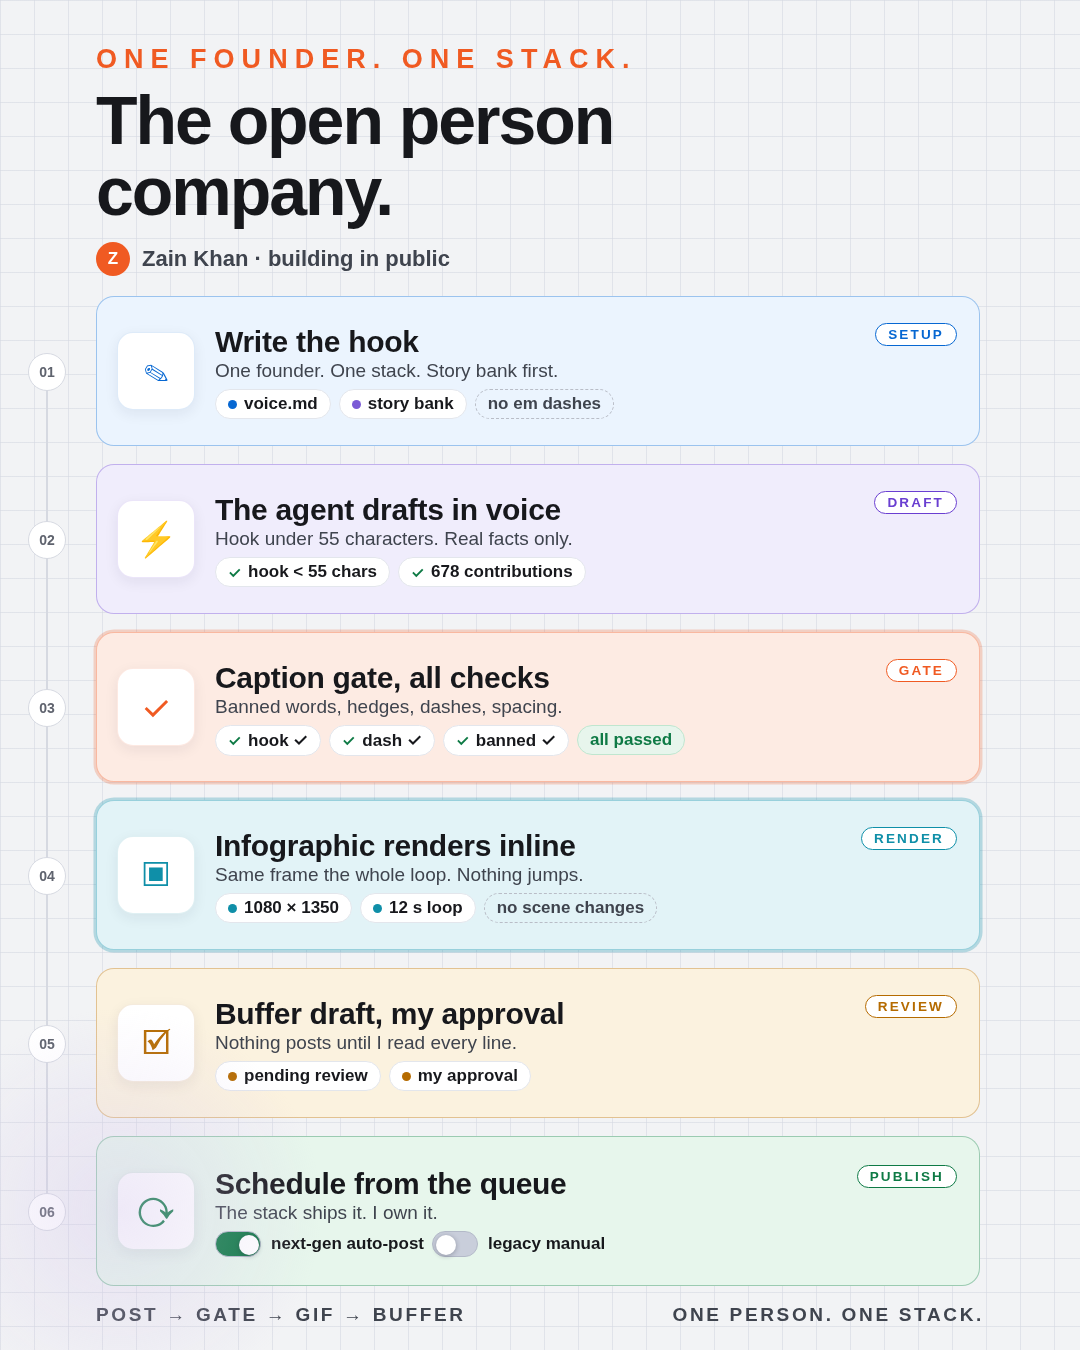 ONE FOUNDER. ONE STACK.
The open person
company.
Z Zain Khan · building in public
01
Write the hook
SETUP
One founder. One stack. Story bank first.
voice.md story bank no em dashes
02
The agent drafts in voice
DRAFT
Hook under 55 characters. Real facts only.
✓ hook < 55 chars ✓ 678 contributions
03
Caption gate, all checks
GATE
Banned words, hedges, dashes, spacing.
✓ hook ✓ ✓ dash ✓ ✓ banned ✓ all passed
04
Infographic renders inline
RENDER
Same frame the whole loop. Nothing jumps.
1080 × 1350 12 s loop no scene changes
05
Buffer draft, my approval
REVIEW
Nothing posts until I read every line.
pending review my approval
06
Schedule from the queue
PUBLISH
The stack ships it. I own it.
next-gen auto-post legacy manual
POST → GATE → GIF → BUFFER
ONE PERSON. ONE STACK.